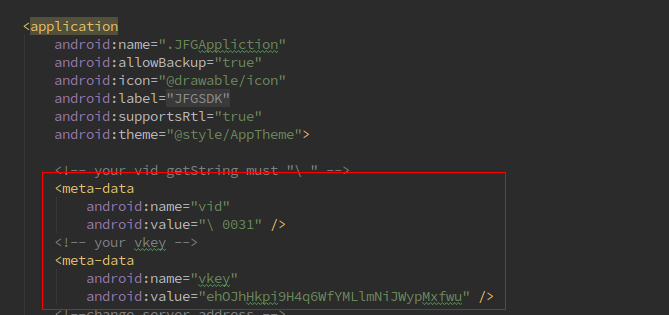 <application
android:name=".JFGAppliction"
android:allowBackup="true"
android:icon="@drawable/icon"
android:label="JFGSDK"
android:supportsRtl="true"
android:theme="@style/AppTheme">
<!-- your vid getString must "\ " -->
<meta-data
android:name="vid"
android:value="\ 0031" />
<!-- your vkey -->
<meta-data
android:name="vkey"
android:value="ehOJhHkpi9H4q6WfYMLlmNiJWypMxfwu" />
<!--change server address -->